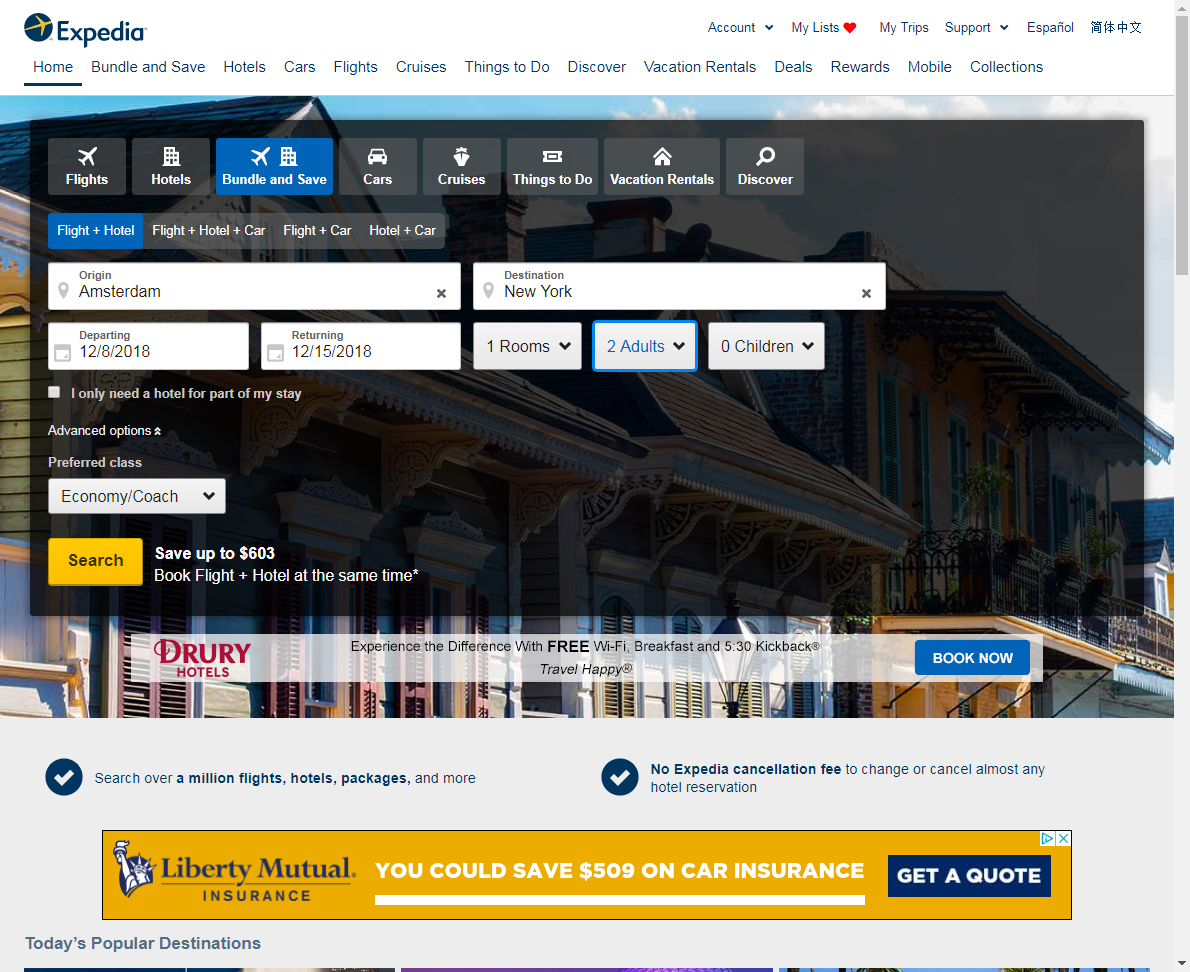 Expedia
Account
My Lists
My Trips
Support
Español
简体中文
Home
Bundle and Save
Hotels
Cars
Flights
Cruises
Things to Do
Discover
Vacation Rentals
Deals
Rewards
Mobile
Collections
Flights
Hotels
Bundle and Save
Cars
Cruises
Things to Do
Vacation Rentals
Discover
Flight + Hotel
Flight + Hotel + Car
Flight + Car
Hotel + Car
Origin
Amsterdam
Destination
New York
Departing
12/8/2018
Returning
12/15/2018
1 Rooms
2 Adults
0 Children
I only need a hotel for part of my stay
Advanced options
Preferred class
Economy/Coach
Search
Save up to $603
Book Flight + Hotel at the same time*
DRURY
HOTELS
Experience the Difference With FREE Wi-Fi, Breakfast and 5:30 Kickback®
Travel Happy®
BOOK NOW
Search over a million flights, hotels, packages, and more
No Expedia cancellation fee to change or cancel almost any
hotel reservation
Liberty Mutual.
INSURANCE
YOU COULD SAVE $509 ON CAR INSURANCE
GET A QUOTE
Today's Popular Destinations